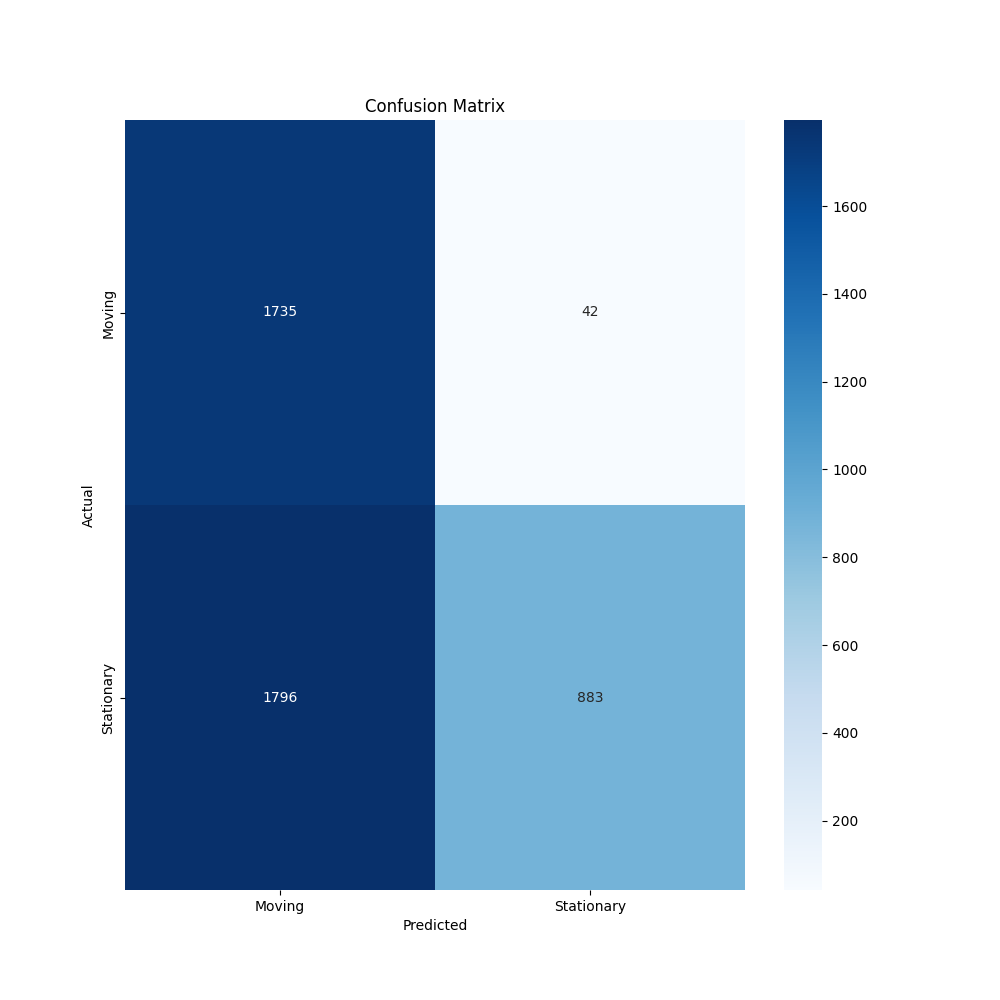 Confusion Matrix
Actual
Moving
Stationary
1735
42
1796
883
Moving
Stationary
Predicted
1600
1400
1200
1000
800
600
400
200